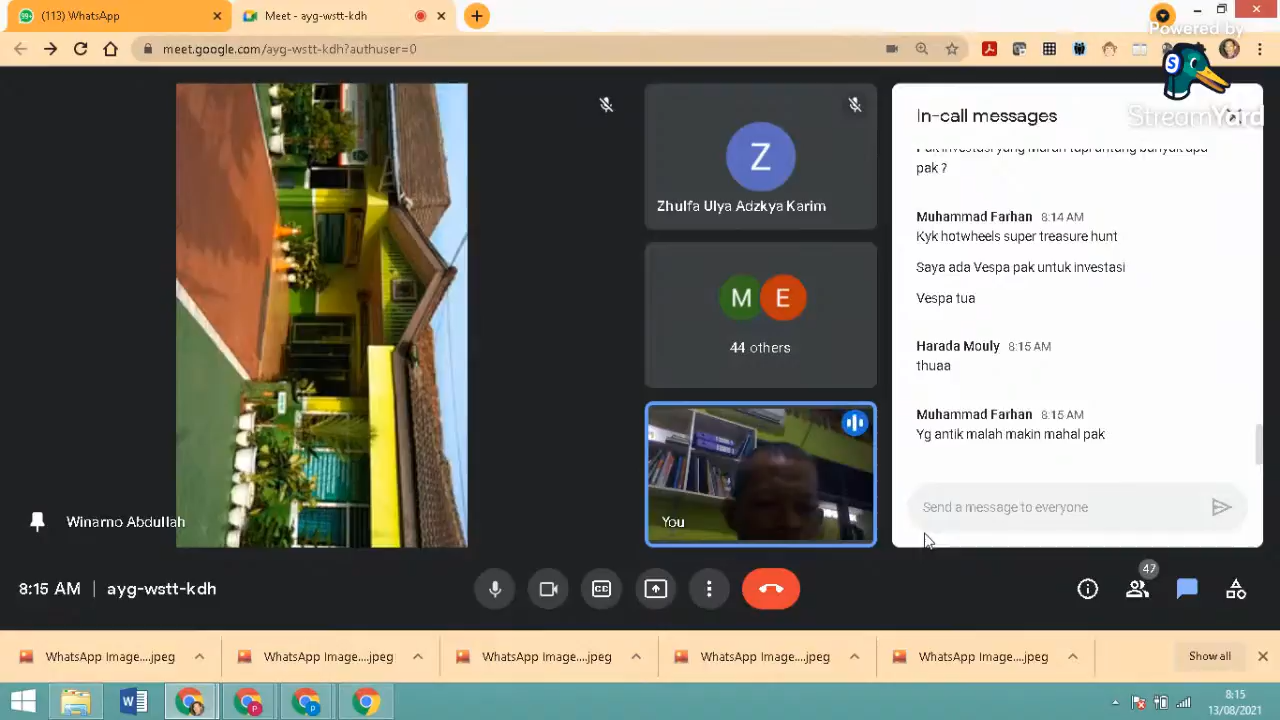 (113) WhatsApp
Meet - ayg-wstt-kdh
meet.google.com/ayg-wstt-kdh?authuser=0
Powered by
StreamYard
In-call messages
pak ?
Muhammad Farhan 8:14 AM
Kyk hotwheels super treasure hunt
Saya ada Vespa pak untuk investasi
Vespa tua
Harada Mouly 8:15 AM
thuaa
Muhammad Farhan 8:15 AM
Yg antik malah makin mahal pak
Send a message to everyone
Z
Zhulfa Ulya Adzkya Karim
M E
44 others
You
Winarno Abdullah
8:15 AM | ayg-wstt-kdh
CC
47
WhatsApp Image....jpeg
WhatsApp Image....jpeg
WhatsApp Image....jpeg
WhatsApp Image....jpeg
WhatsApp Image....jpeg
Show all
8:15
13/08/2021